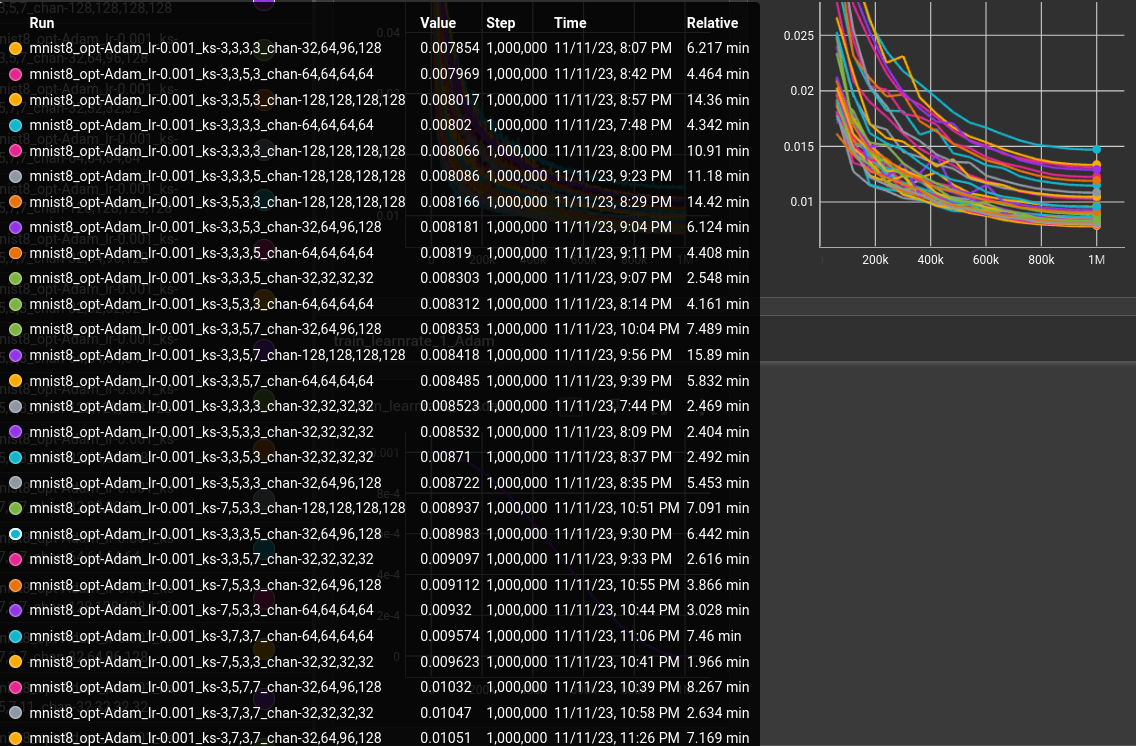 Run Value Step Time Relative
mnist8_opt-Adam_lr-0.001_ks-3,3,3,3_chan-32,64,96,128 0.007854 1,000,000 11/11/23, 8:07 PM 6.217 min
mnist8_opt-Adam_lr-0.001_ks-3,3,5,3_chan-64,64,64,64 0.007969 1,000,000 11/11/23, 8:42 PM 4.464 min
mnist8_opt-Adam_lr-0.001_ks-3,3,5,3_chan-128,128,128,128 0.008017 1,000,000 11/11/23, 8:57 PM 14.36 min
mnist8_opt-Adam_lr-0.001_ks-3,3,3,3_chan-64,64,64,64 0.00802 1,000,000 11/11/23, 7:48 PM 4.342 min
mnist8_opt-Adam_lr-0.001_ks-3,3,3,3_chan-128,128,128,128 0.008066 1,000,000 11/11/23, 8:00 PM 10.91 min
mnist8_opt-Adam_lr-0.001_ks-3,3,3,5_chan-128,128,128,128 0.008086 1,000,000 11/11/23, 9:23 PM 11.18 min
mnist8_opt-Adam_lr-0.001_ks-3,5,3,3_chan-128,128,128,128 0.008166 1,000,000 11/11/23, 8:29 PM 14.42 min
mnist8_opt-Adam_lr-0.001_ks-3,3,5,3_chan-32,64,96,128 0.008181 1,000,000 11/11/23, 9:04 PM 6.124 min
mnist8_opt-Adam_lr-0.001_ks-3,3,3,5_chan-64,64,64,64 0.00819 1,000,000 11/11/23, 9:11 PM 4.408 min
mnist8_opt-Adam_lr-0.001_ks-3,3,3,5_chan-32,32,32,32 0.008303 1,000,000 11/11/23, 9:07 PM 2.548 min
mnist8_opt-Adam_lr-0.001_ks-3,5,3,3_chan-64,64,64,64 0.008312 1,000,000 11/11/23, 8:14 PM 4.161 min
mnist8_opt-Adam_lr-0.001_ks-3,3,5,7_chan-32,64,96,128 0.008353 1,000,000 11/11/23, 10:04 PM 7.489 min
mnist8_opt-Adam_lr-0.001_ks-3,3,5,7_chan-128,128,128,128 0.008418 1,000,000 11/11/23, 9:56 PM 15.89 min
mnist8_opt-Adam_lr-0.001_ks-3,3,5,7_chan-64,64,64,64 0.008485 1,000,000 11/11/23, 9:39 PM 5.832 min
mnist8_opt-Adam_lr-0.001_ks-3,3,3,3_chan-32,32,32,32 0.008523 1,000,000 11/11/23, 7:44 PM 2.469 min
mnist8_opt-Adam_lr-0.001_ks-3,5,3,3_chan-32,32,32,32 0.008532 1,000,000 11/11/23, 8:09 PM 2.404 min
mnist8_opt-Adam_lr-0.001_ks-3,3,5,3_chan-32,32,32,32 0.00871 1,000,000 11/11/23, 8:37 PM 2.492 min
mnist8_opt-Adam_lr-0.001_ks-3,5,3,3_chan-32,64,96,128 0.008722 1,000,000 11/11/23, 8:35 PM 5.453 min
mnist8_opt-Adam_lr-0.001_ks-7,5,3,3_chan-128,128,128,128 0.008937 1,000,000 11/11/23, 10:51 PM 7.091 min
mnist8_opt-Adam_lr-0.001_ks-3,3,3,5_chan-32,64,96,128 0.008983 1,000,000 11/11/23, 9:30 PM 6.442 min
mnist8_opt-Adam_lr-0.001_ks-3,3,5,7_chan-32,32,32,32 0.009097 1,000,000 11/11/23, 9:33 PM 2.616 min
mnist8_opt-Adam_lr-0.001_ks-7,5,3,3_chan-32,64,96,128 0.009112 1,000,000 11/11/23, 10:55 PM 3.866 min
mnist8_opt-Adam_lr-0.001_ks-7,5,3,3_chan-64,64,64,64 0.00932 1,000,000 11/11/23, 10:44 PM 3.028 min
mnist8_opt-Adam_lr-0.001_ks-3,7,3,7_chan-64,64,64,64 0.009574 1,000,000 11/11/23, 11:06 PM 7.46 min
mnist8_opt-Adam_lr-0.001_ks-7,5,3,3_chan-32,32,32,32 0.009623 1,000,000 11/11/23, 10:41 PM 1.966 min
mnist8_opt-Adam_lr-0.001_ks-3,5,7,7_chan-32,64,96,128 0.01032 1,000,000 11/11/23, 10:39 PM 8.267 min
mnist8_opt-Adam_lr-0.001_ks-3,7,3,7_chan-32,32,32,32 0.01047 1,000,000 11/11/23, 10:58 PM 2.634 min
mnist8_opt-Adam_lr-0.001_ks-3,7,3,7_chan-32,64,96,128 0.01051 1,000,000 11/11/23, 11:26 PM 7.169 min
0.025
0.02
0.015
0.01
200k 400k 600k 800k 1M
train_learnrate_1_Adam